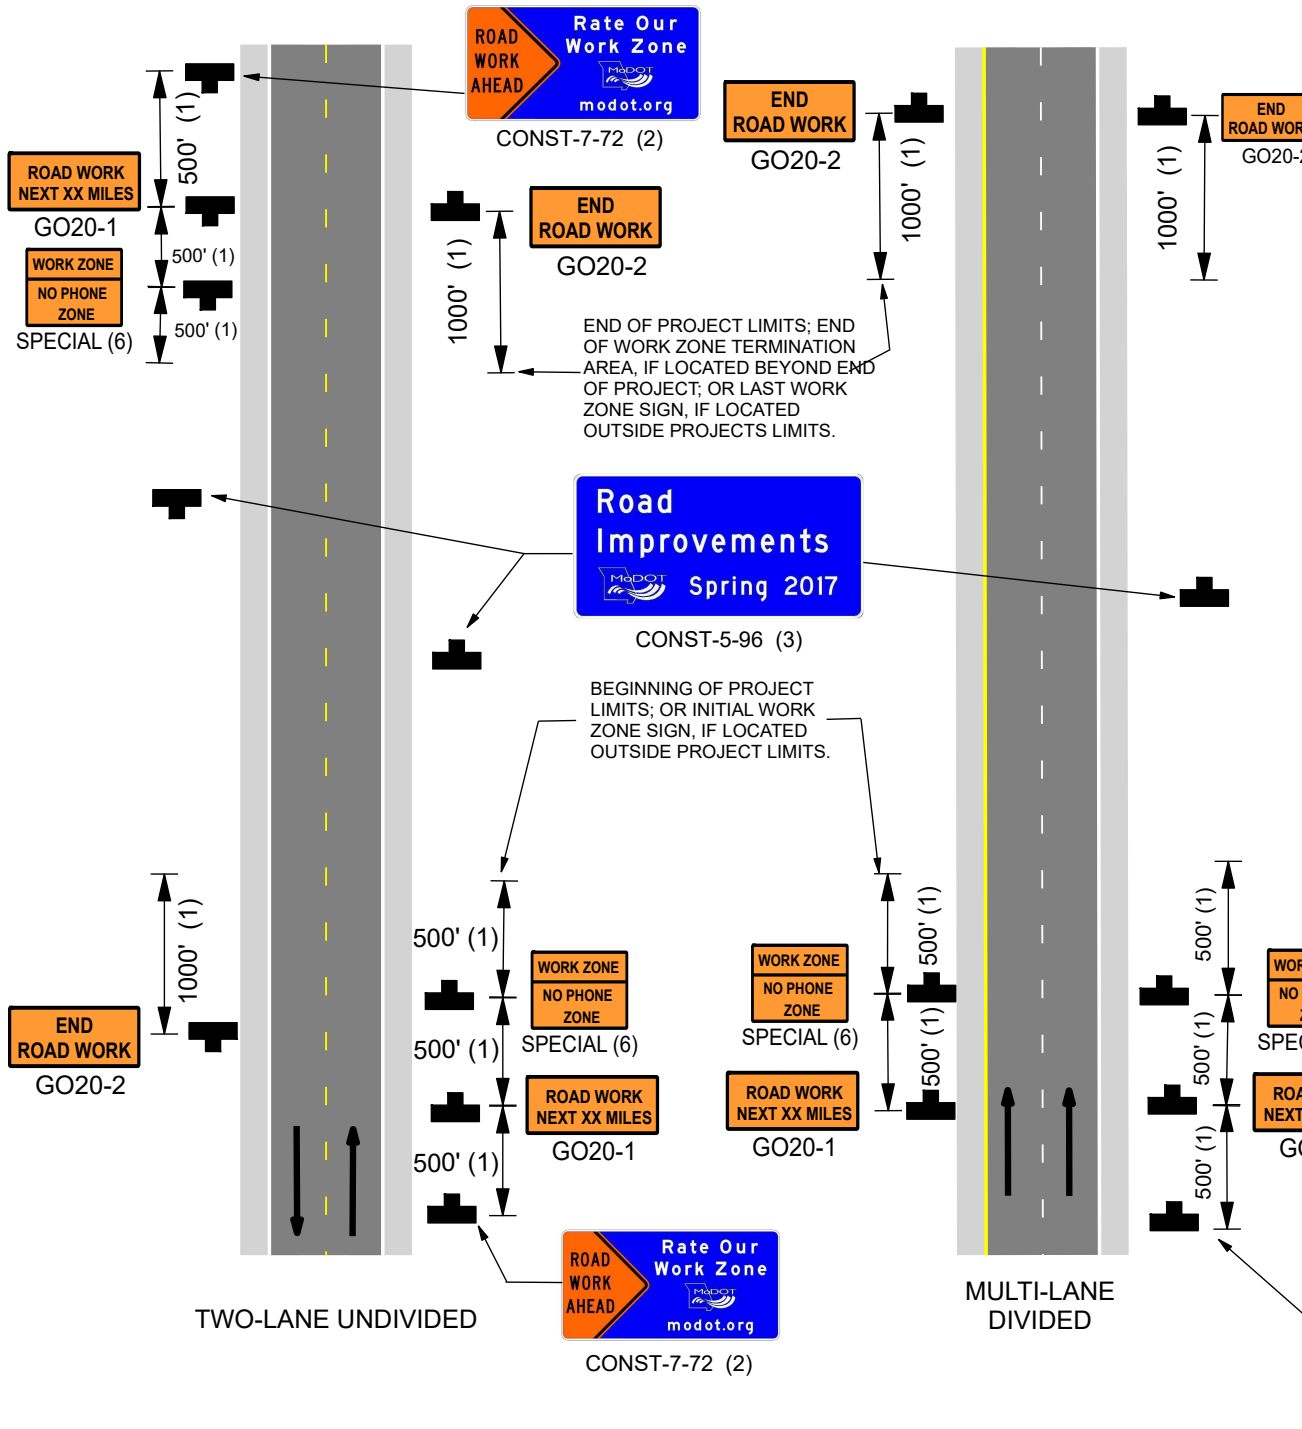 ROAD
WORK
AHEAD
Rate Our
Work Zone
MoDOT
modot.org
CONST-7-72 (2)
500' (1)
ROAD WORK
NEXT XX MILES
GO20-1
500' (1)
WORK ZONE
NO PHONE
ZONE
SPECIAL (6)
500' (1)
END
ROAD WORK
GO20-2
1000' (1)
END
ROAD WORK
GO20-2
1000' (1)
END
ROAD WOR
GO20-2
1000' (1)
END OF PROJECT LIMITS; END
OF WORK ZONE TERMINATION
AREA, IF LOCATED BEYOND END
OF PROJECT; OR LAST WORK
ZONE SIGN, IF LOCATED
OUTSIDE PROJECTS LIMITS.
Road
Improvements
MoDOT
Spring 2017
CONST-5-96 (3)
BEGINNING OF PROJECT
LIMITS; OR INITIAL WORK
ZONE SIGN, IF LOCATED
OUTSIDE PROJECT LIMITS.
1000' (1)
END
ROAD WORK
GO20-2
500' (1)
WORK ZONE
NO PHONE
ZONE
SPECIAL (6)
500' (1)
ROAD WORK
NEXT XX MILES
GO20-1
500' (1)
ROAD
WORK
AHEAD
Rate Our
Work Zone
MoDOT
modot.org
CONST-7-72 (2)
500' (1)
WORK ZONE
NO PHONE
ZONE
SPECIAL (6)
500' (1)
ROAD WORK
NEXT XX MILES
GO20-1
500' (1)
WOR
NO
SPEC
500' (1)
ROA
NEXT
500' (1)
TWO-LANE UNDIVIDED
MULTI-LANE
DIVIDED